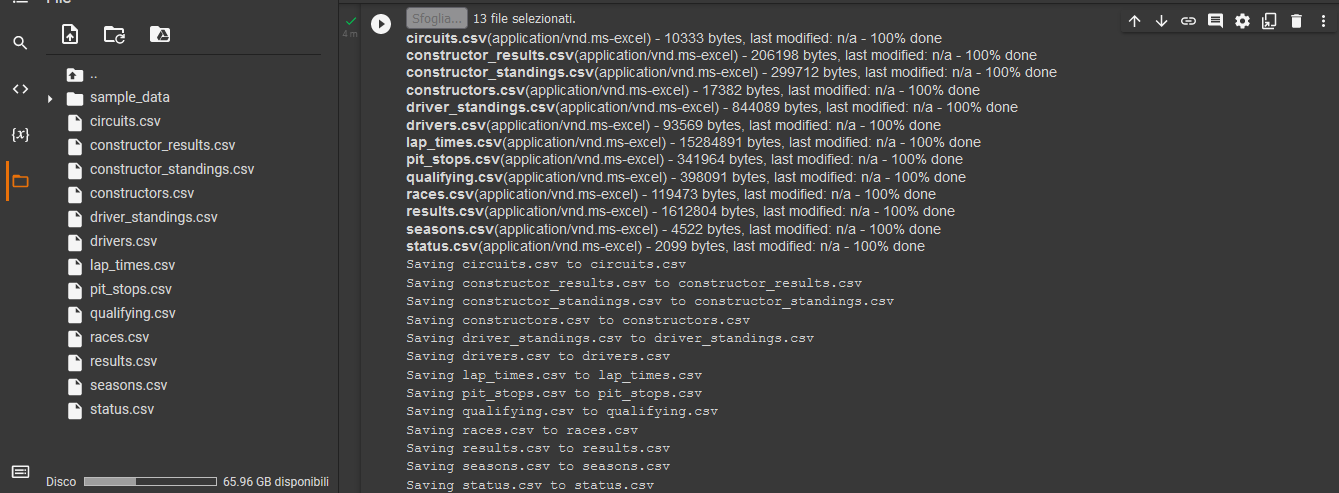 File
..
sample_data
circuits.csv
constructor_results.csv
constructor_standings.csv
constructors.csv
driver_standings.csv
drivers.csv
lap_times.csv
pit_stops.csv
qualifying.csv
races.csv
results.csv
seasons.csv
status.csv
Disco 65.96 GB disponibili
{x}
4 m
Sfoglia... 13 file selezionati.
circuits.csv(application/vnd.ms-excel) - 10333 bytes, last modified: n/a - 100% done
constructor_results.csv(application/vnd.ms-excel) - 206198 bytes, last modified: n/a - 100% done
constructor_standings.csv(application/vnd.ms-excel) - 299712 bytes, last modified: n/a - 100% done
constructors.csv(application/vnd.ms-excel) - 17382 bytes, last modified: n/a - 100% done
driver_standings.csv(application/vnd.ms-excel) - 844089 bytes, last modified: n/a - 100% done
drivers.csv(application/vnd.ms-excel) - 93569 bytes, last modified: n/a - 100% done
lap_times.csv(application/vnd.ms-excel) - 15284891 bytes, last modified: n/a - 100% done
pit_stops.csv(application/vnd.ms-excel) - 341964 bytes, last modified: n/a - 100% done
qualifying.csv(application/vnd.ms-excel) - 398091 bytes, last modified: n/a - 100% done
races.csv(application/vnd.ms-excel) - 119473 bytes, last modified: n/a - 100% done
results.csv(application/vnd.ms-excel) - 1612804 bytes, last modified: n/a - 100% done
seasons.csv(application/vnd.ms-excel) - 4522 bytes, last modified: n/a - 100% done
status.csv(application/vnd.ms-excel) - 2099 bytes, last modified: n/a - 100% done
Saving circuits.csv to circuits.csv
Saving constructor_results.csv to constructor_results.csv
Saving constructor_standings.csv to constructor_standings.csv
Saving constructors.csv to constructors.csv
Saving driver_standings.csv to driver_standings.csv
Saving drivers.csv to drivers.csv
Saving lap_times.csv to lap_times.csv
Saving pit_stops.csv to pit_stops.csv
Saving qualifying.csv to qualifying.csv
Saving races.csv to races.csv
Saving results.csv to results.csv
Saving seasons.csv to seasons.csv
Saving status.csv to status.csv